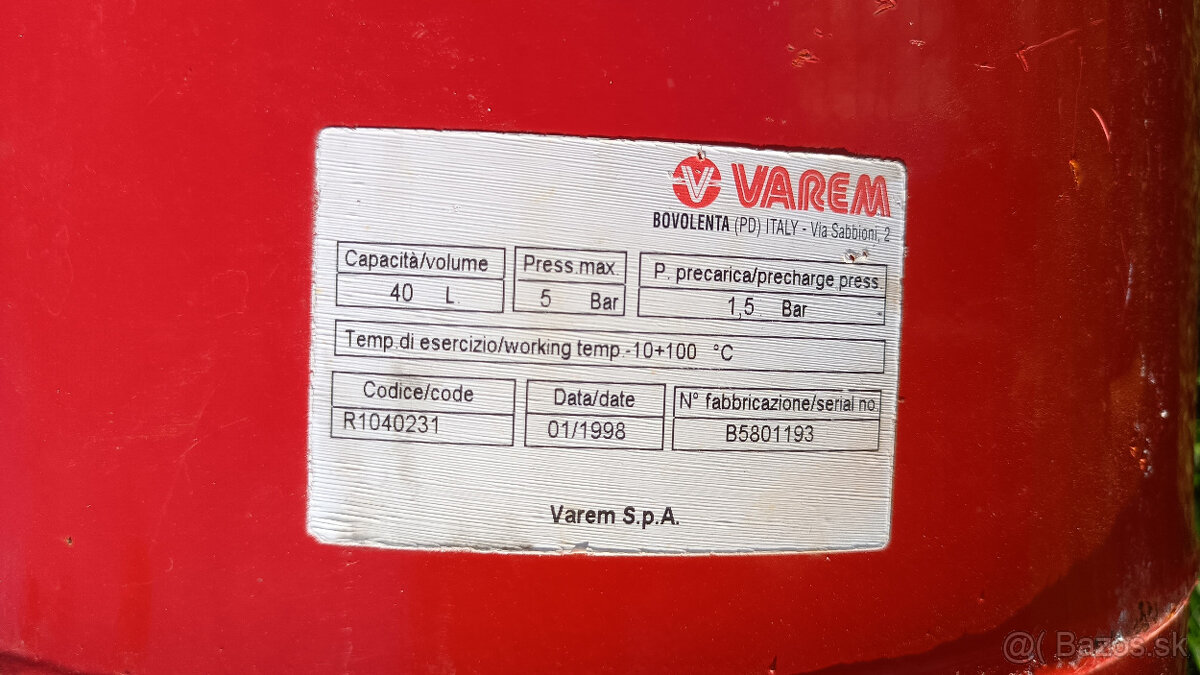 V VAREM
BOVOLENTA (PD) ITALY - Via Sabbioni, 2
Capacità/volume
40 L.
Press.max.
5 Bar
P. precarica/precharge press.
1,5 Bar
Temp.di esercizio/working temp.-10+100 °C
Codice/code
R1040231
Data/date
01/1998
N° fabbricazione/serial no.
B5801193
Varem S.p.A.
@( Bazos.sk